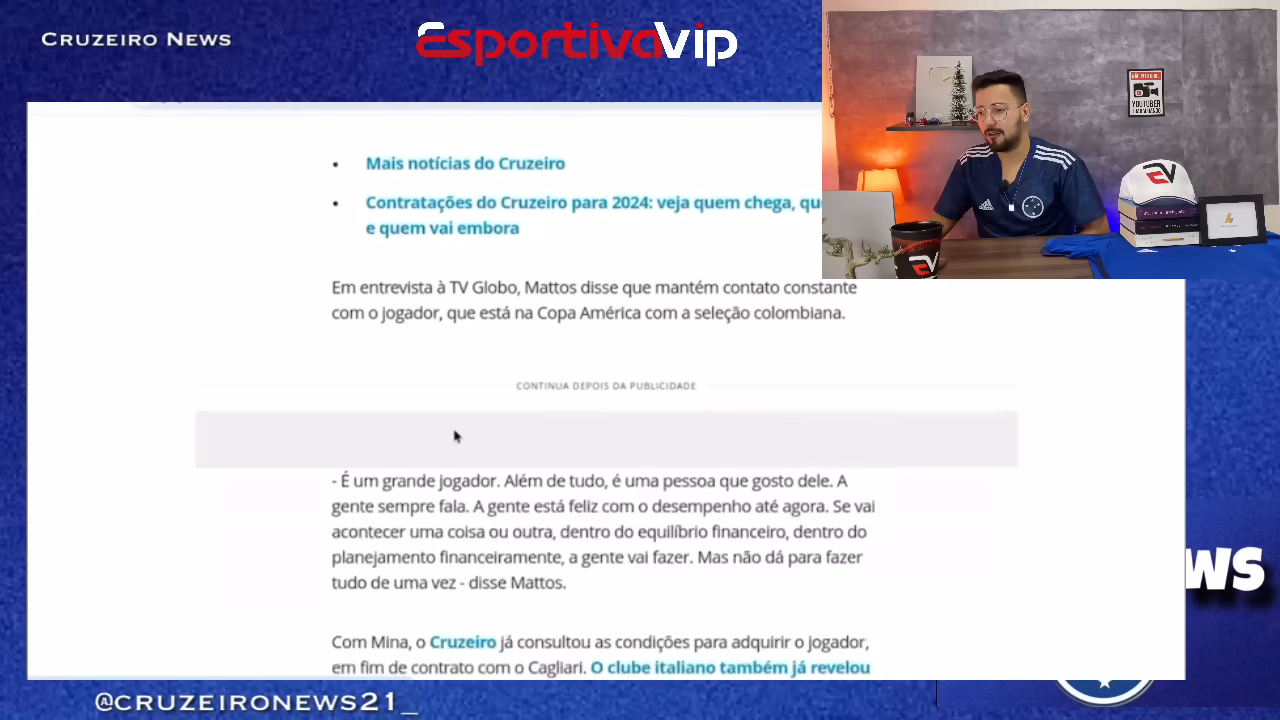 CRUZEIRO NEWS
EsportivaVip
NÃO PERTURBE
YOUTUBER
TRABALHANDO
EV
EV
• Mais notícias do Cruzeiro
• Contratações do Cruzeiro para 2024: veja quem chega,
e quem vai embora
Em entrevista à TV Globo, Mattos disse que mantém contato constante
com o jogador, que está na Copa América com a seleção colombiana.
CONTINUA DEPOIS DA PUBLICIDADE
- É um grande jogador. Além de tudo, é uma pessoa que gosto dele. A
gente sempre fala. A gente está feliz com o desempenho até agora. Se vai
acontecer uma coisa ou outra, dentro do equilíbrio financeiro, dentro do
planejamento financeiramente, a gente vai fazer. Mas não dá para fazer
tudo de uma vez - disse Mattos.
WS
Com Mina, o Cruzeiro já consultou as condições para adquirir o jogador,
em fim de contrato com o Cagliari. O clube italiano também já revelou
@CRUZEIRONEWS21_